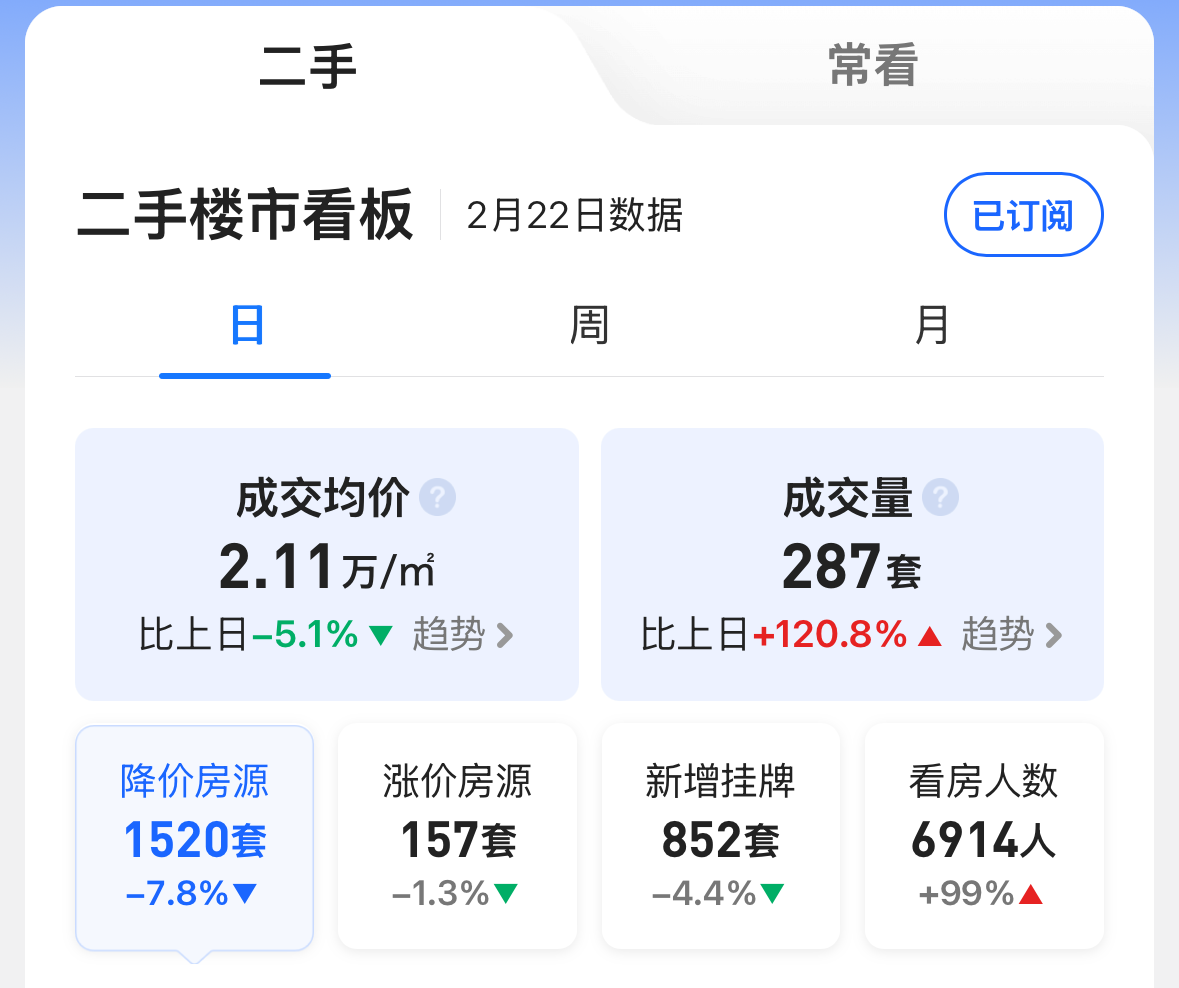 二手
常看
二手楼市看板
2月22日数据
已订阅
日
周
月
成交均价 ?
2.11万/㎡
比上日-5.1%▼ 趋势 >
成交量 ?
287套
比上日+120.8%▲ 趋势 >
降价房源
1520套
-7.8%▼
涨价房源
157套
-1.3%▼
新增挂牌
852套
-4.4%▼
看房人数
6914人
+99%▲